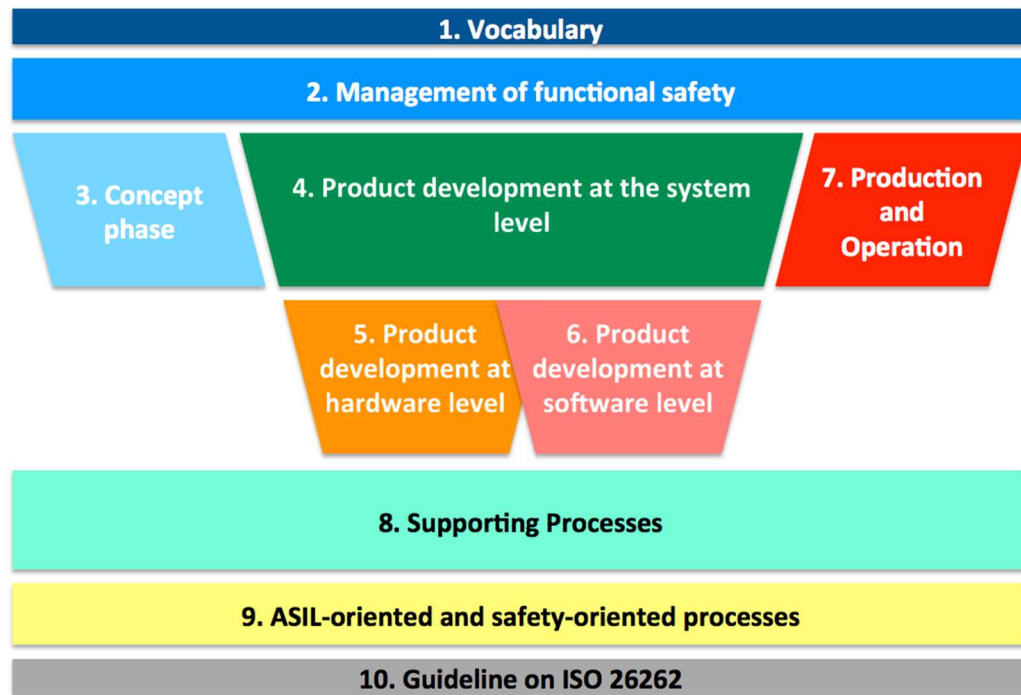 1. Vocabulary
2. Management of functional safety
3. Concept
phase
4. Product development at the system
level
7. Production
and
Operation
5. Product
development at
hardware level
6. Product
development at
software level
8. Supporting Processes
9. ASIL-oriented and safety-oriented processes
10. Guideline on ISO 26262